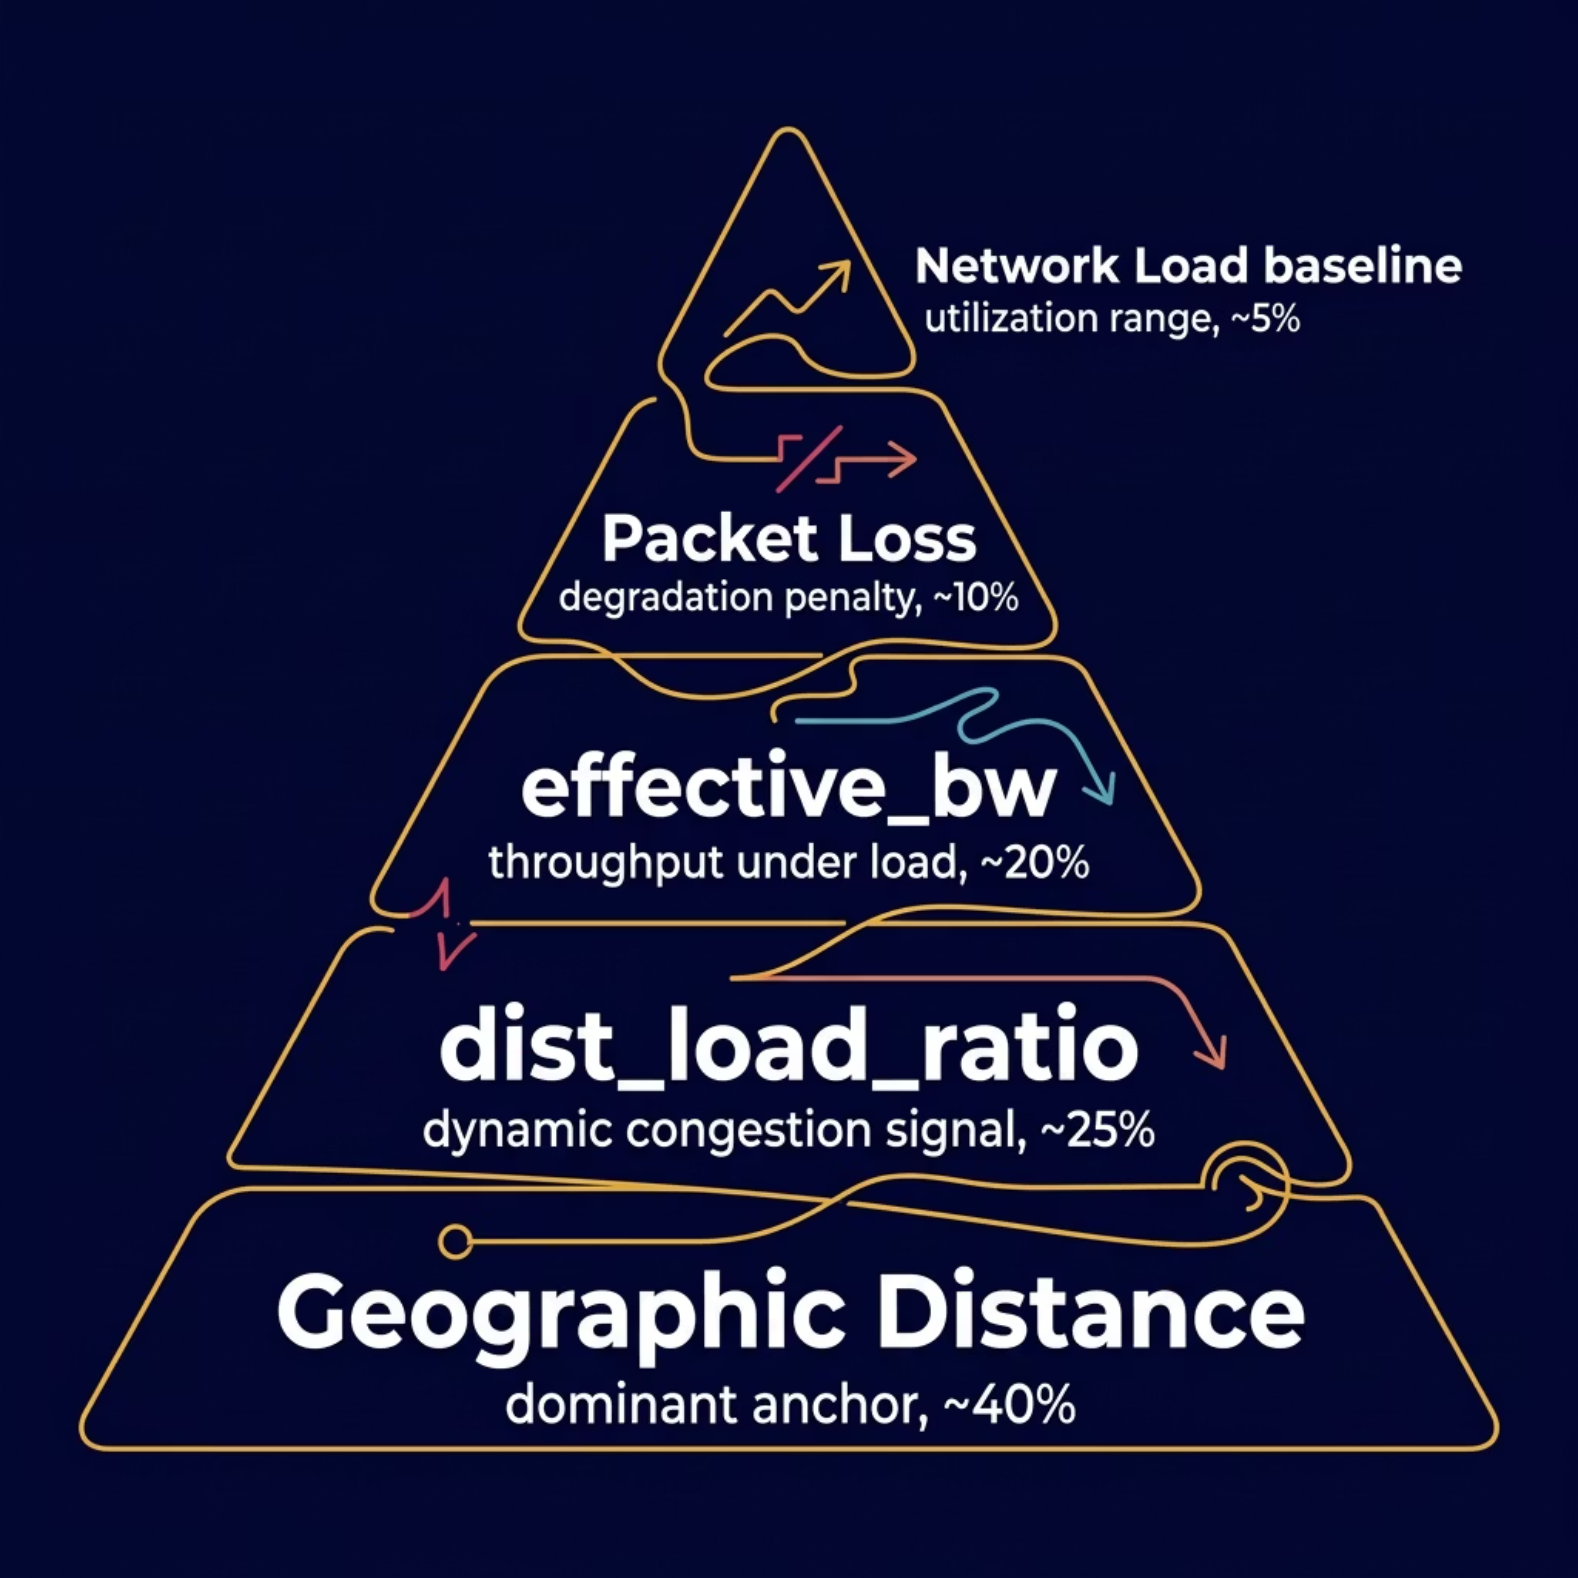 Network Load baseline
utilization range, ~5%
Packet Loss
degradation penalty, ~10%
effective_bw
throughput under load, ~20%
dist_load_ratio
dynamic congestion signal, ~25%
Geographic Distance
dominant anchor, ~40%